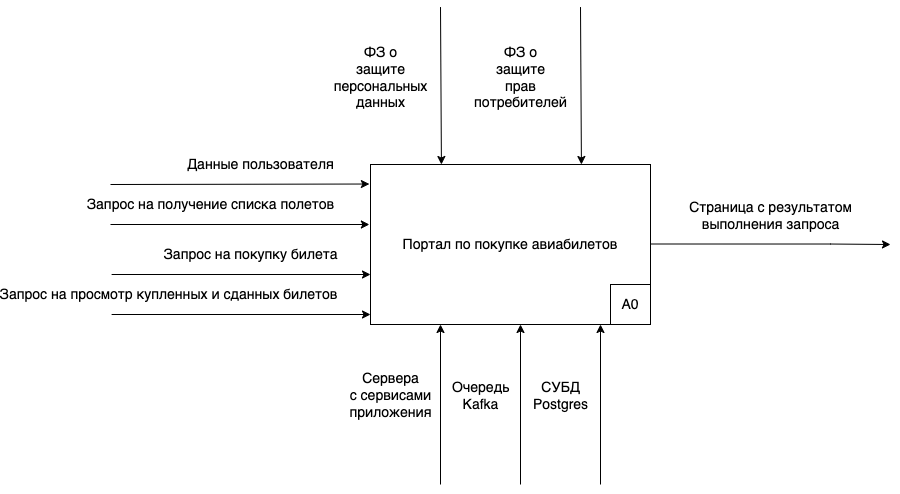 ФЗ о
защите
персональных
данных
ФЗ о
защите
прав
потребителей
Данные пользователя
Запрос на получение списка полетов
Запрос на покупку билета
Запрос на просмотр купленных и сданных билетов
Портал по покупке авиабилетов
A0
Страница с результатом
выполнения запроса
Сервера
с сервисами
приложения
Очередь
Kafka
СУБД
Postgres